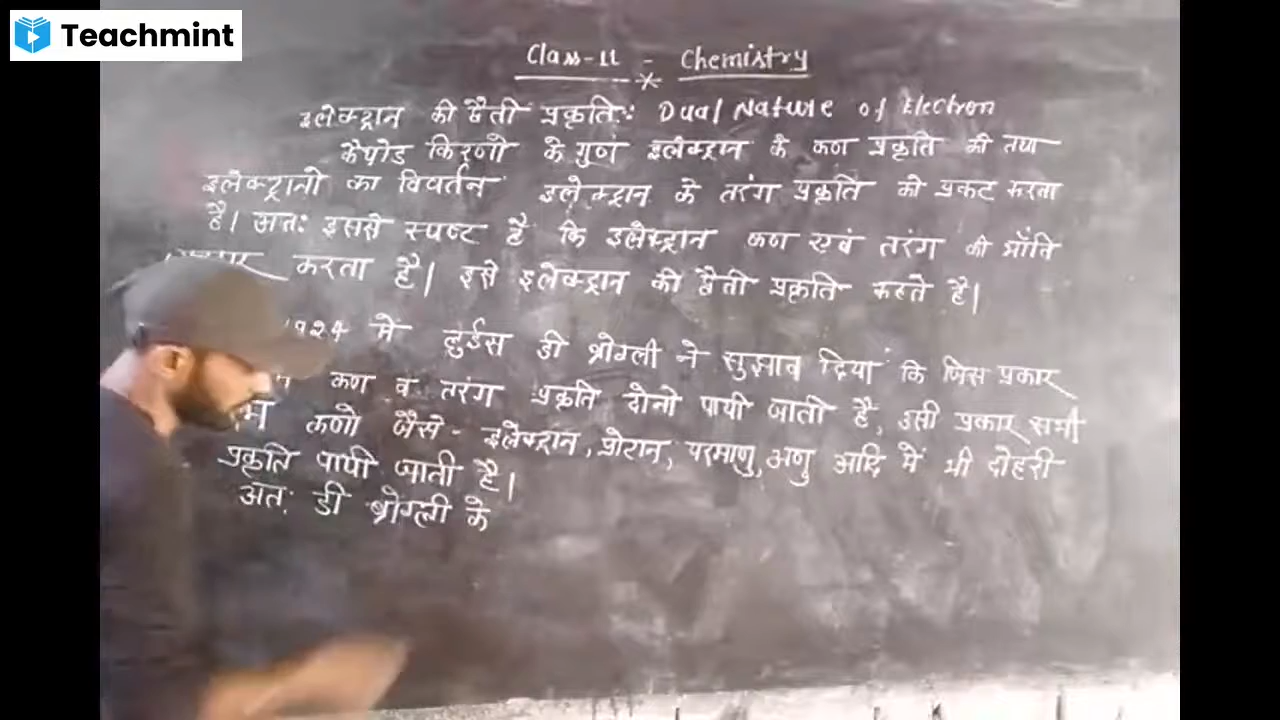 Teachmint
Class-11 - Chemistry
इलेक्ट्रान की द्वैती प्रकृति:: Dual Nature of Electron
कैथोड किरणो के गुण इलेक्ट्रान के कण प्रकृति की तथा
इलेक्ट्रानो का विवर्तन इलेक्ट्रान के तरंग प्रकृति को प्रकट करता
है। अत: इससे स्पष्ट है कि इलेक्ट्रान कण एवं तरंग की भाँति
करता है। इसे इलेक्ट्रान की द्वैती प्रकृति कहते है।
1924 में लुईस डी ब्रोग्ली ने सुझाव दिया कि जिस प्रकार
कण व तरंग प्रकृति दोनो पायी जाती है, उसी प्रकार सभी
कणो जैसे - इलेक्ट्रान, प्रोटान, परमाणु, अणु आदि में भी दोहरी
प्रकृति पायी जाती है।
अत: डी ब्रोग्ली के